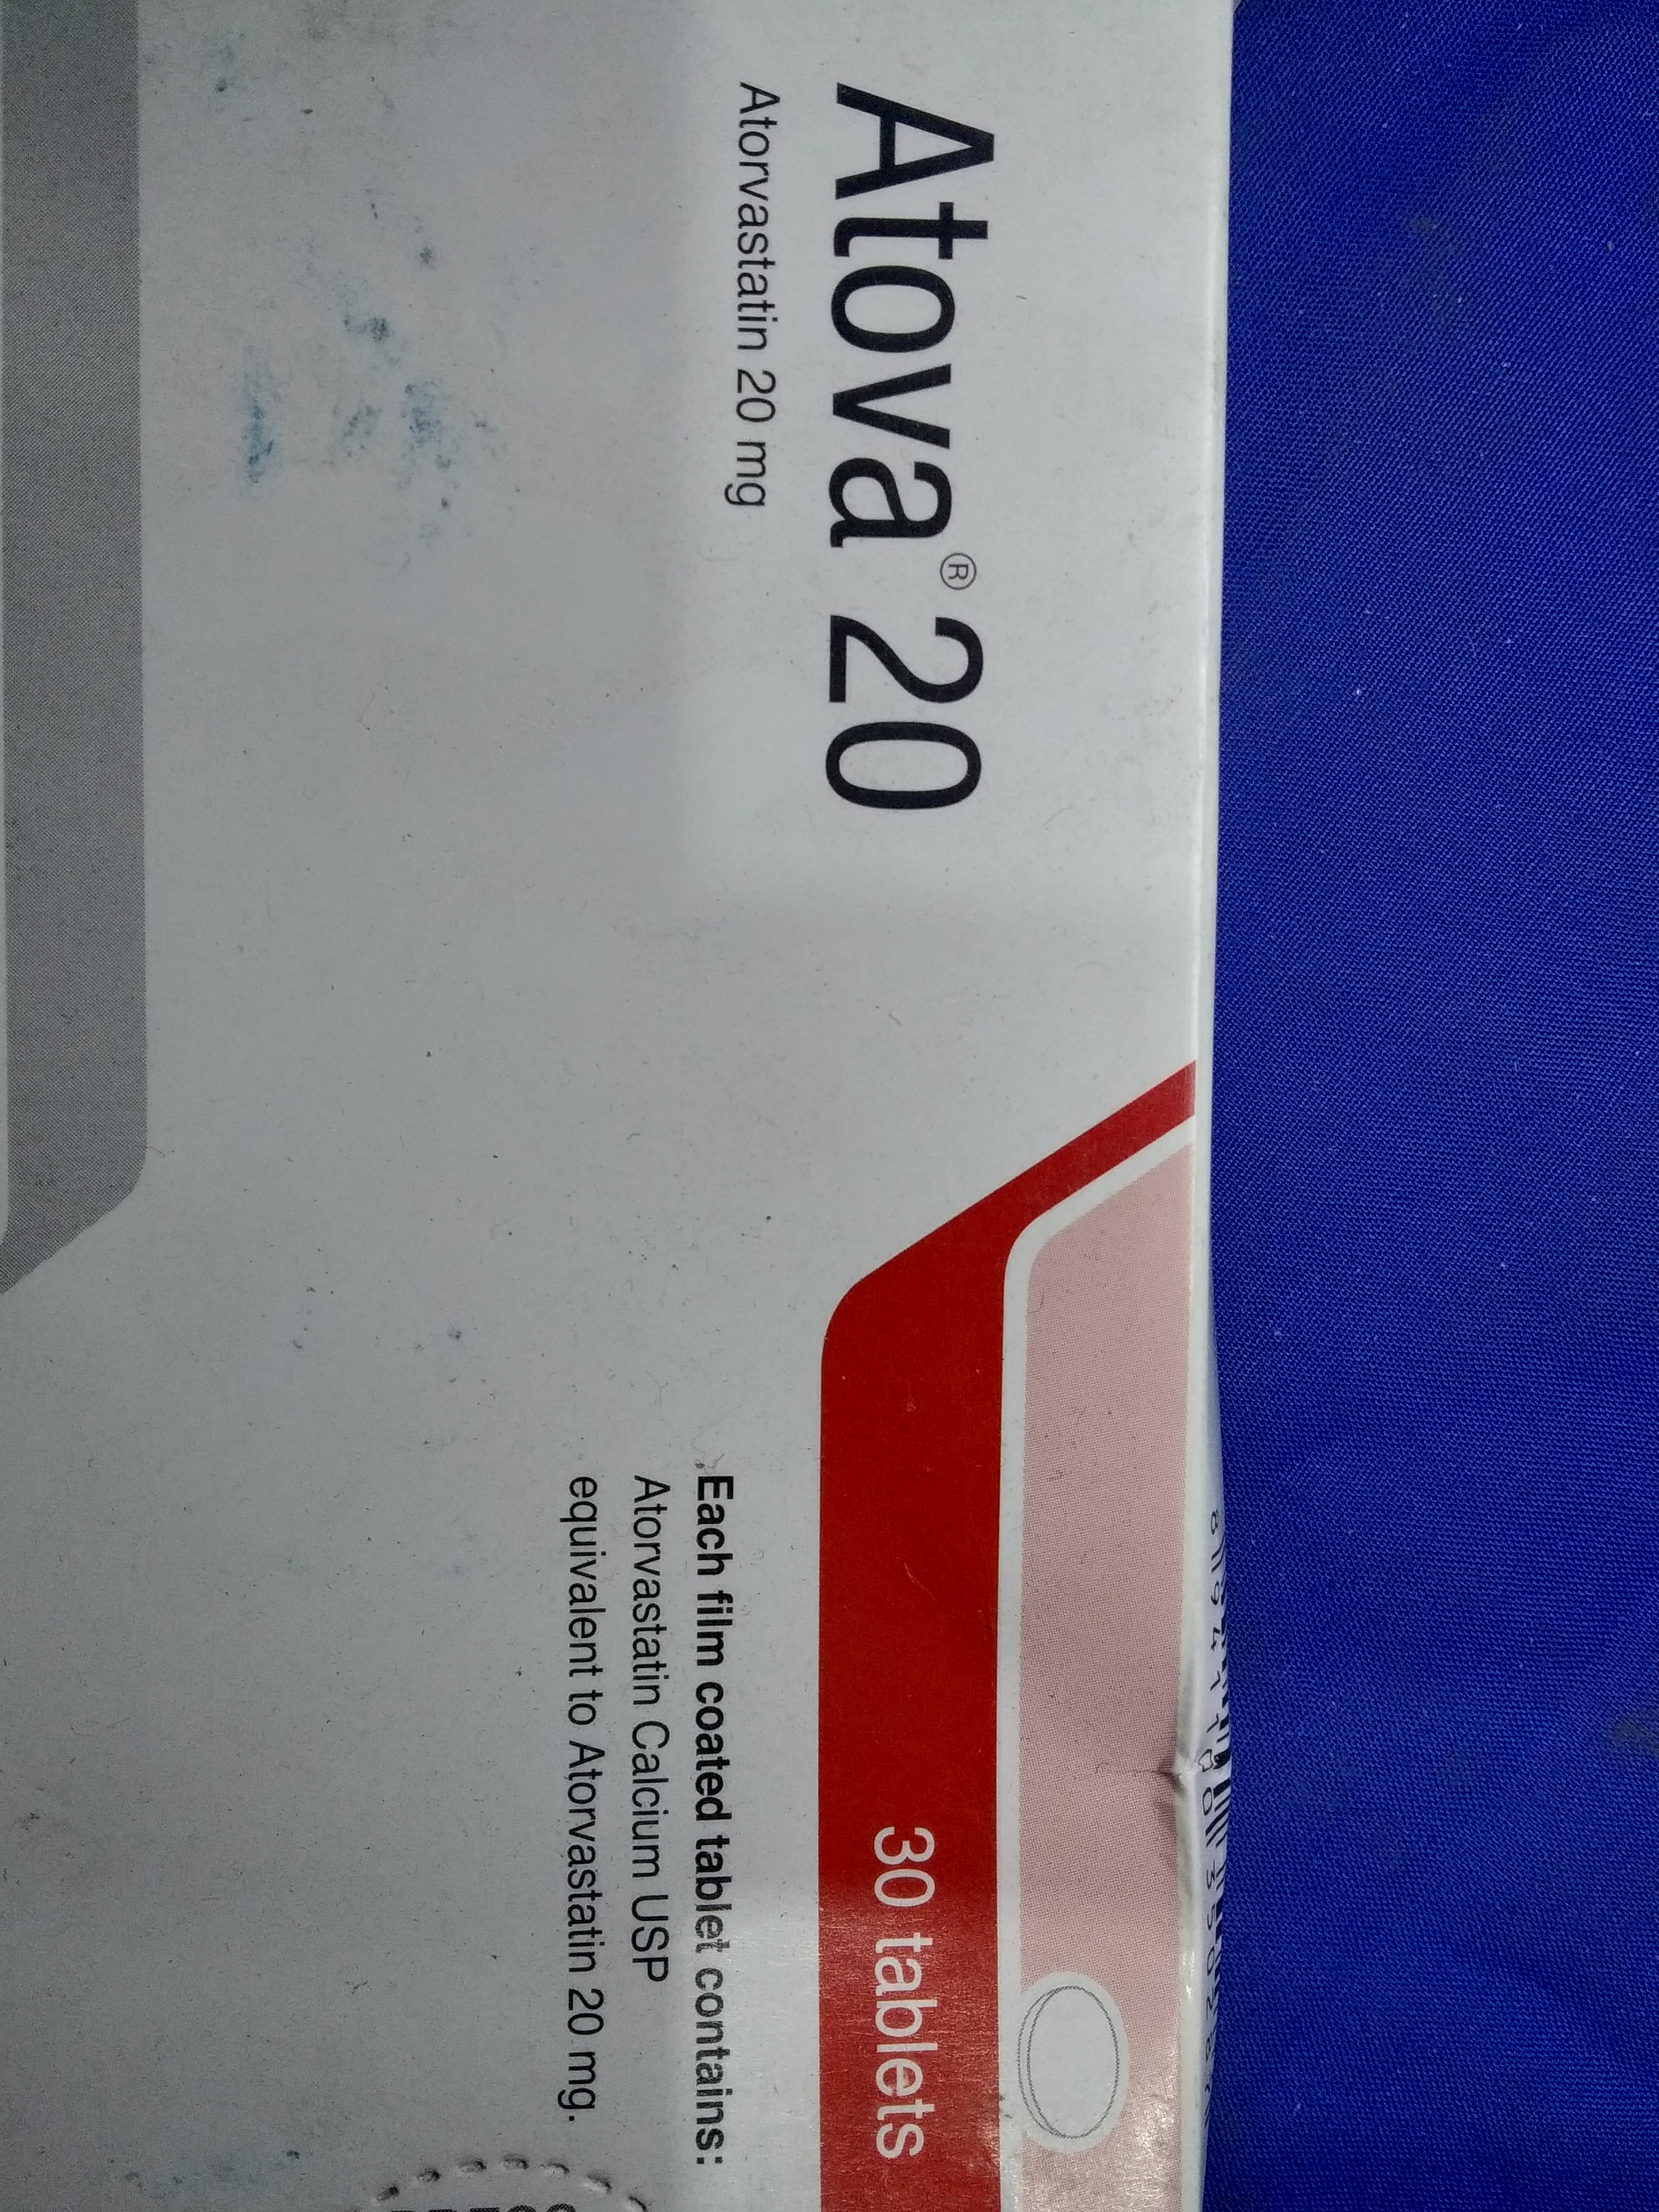 Atova® 20
Atorvastatin 20 mg
30 tablets
Each film coated tablet contains:
Atorvastatin Calcium USP
equivalent to Atorvastatin 20 mg.